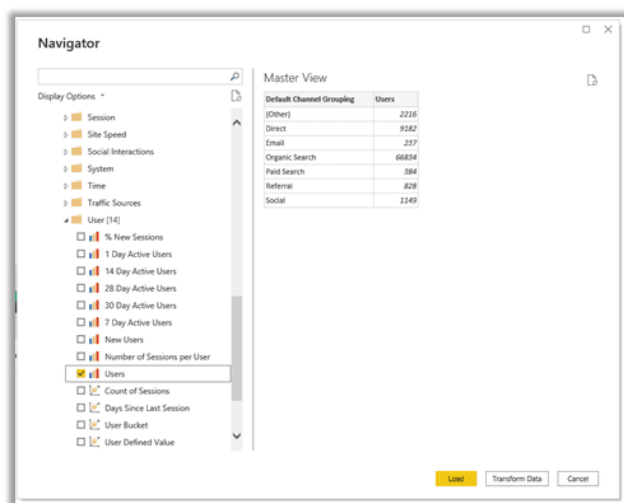 Navigator
Display Options
Session
Site Speed
Social Interactions
System
Time
Traffic Sources
User [14]
% New Sessions
1 Day Active Users
14 Day Active Users
28 Day Active Users
30 Day Active Users
7 Day Active Users
New Users
Number of Sessions per User
Users
Count of Sessions
Days Since Last Session
User Bucket
User Defined Value
Master View
Default Channel Grouping Users
(Other) 2216
Direct 9182
Email 237
Organic Search 66834
Paid Search 384
Referral 828
Social 1149
Load Transform Data Cancel